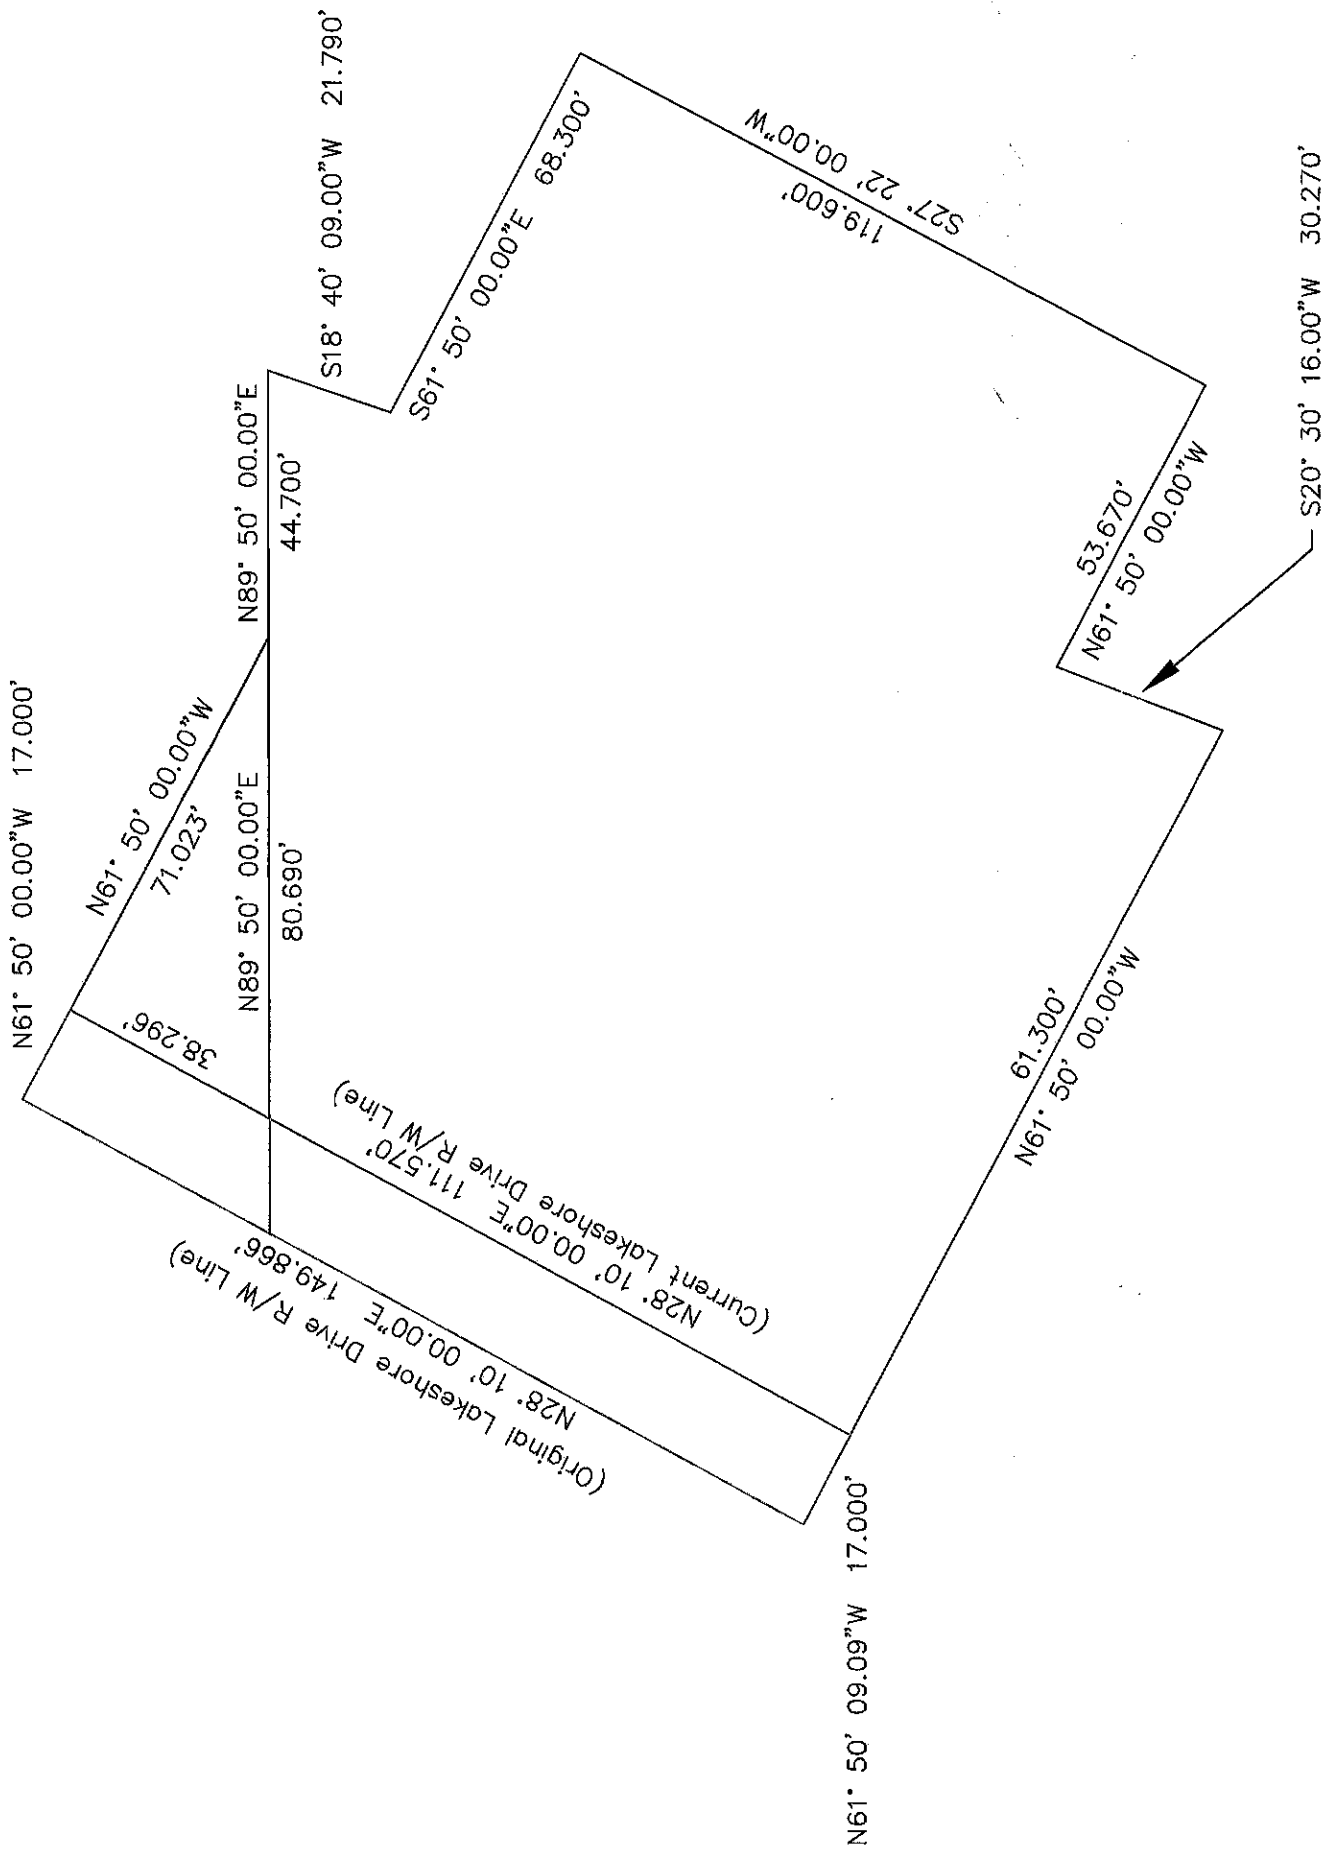 N61° 50' 00.00"W 17.000'
N61° 50' 00.00"W
71.023'
N89° 50' 00.00"E
44.700'
S18° 40' 09.00"W 21.790'
S61° 50' 00.00"E 68.300'
38.296'
N89° 50' 00.00"E
80.690'
S27° 22' 00.00"W
119.600'
(Original Lakeshore Drive R/W Line)
N28° 10' 00.00"E 149.866'
N28° 10' 00.00"E 111.570'
(Current Lakeshore Drive R/W Line)
53.670'
N61° 50' 00.00"W
S20° 30' 16.00"W 30.270'
61.300'
N61° 50' 00.00"W
N61° 50' 09.09"W 17.000'